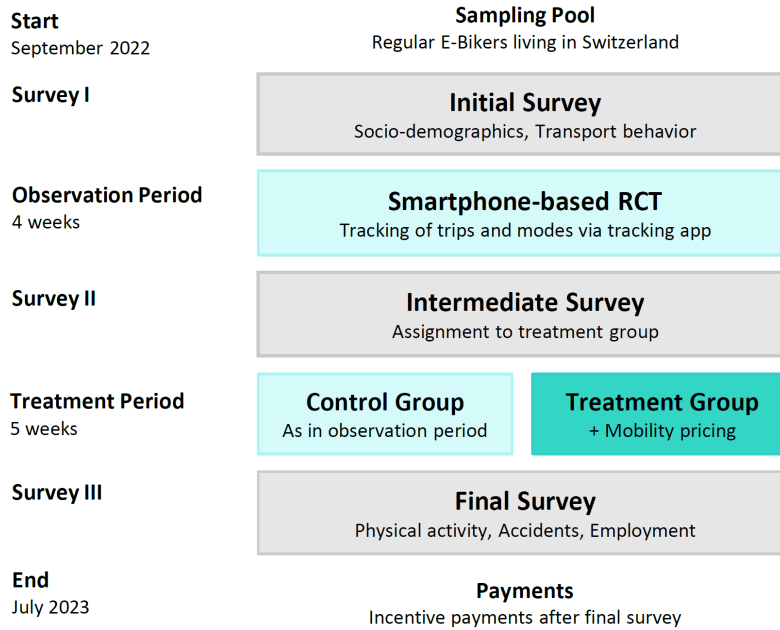 Start
September 2022
Sampling Pool
Regular E-Bikers living in Switzerland
Survey I
Initial Survey
Socio-demographics, Transport behavior
Observation Period
4 weeks
Smartphone-based RCT
Tracking of trips and modes via tracking app
Survey II
Intermediate Survey
Assignment to treatment group
Treatment Period
5 weeks
Control Group
As in observation period
Treatment Group
+ Mobility pricing
Survey III
Final Survey
Physical activity, Accidents, Employment
End
July 2023
Payments
Incentive payments after final survey